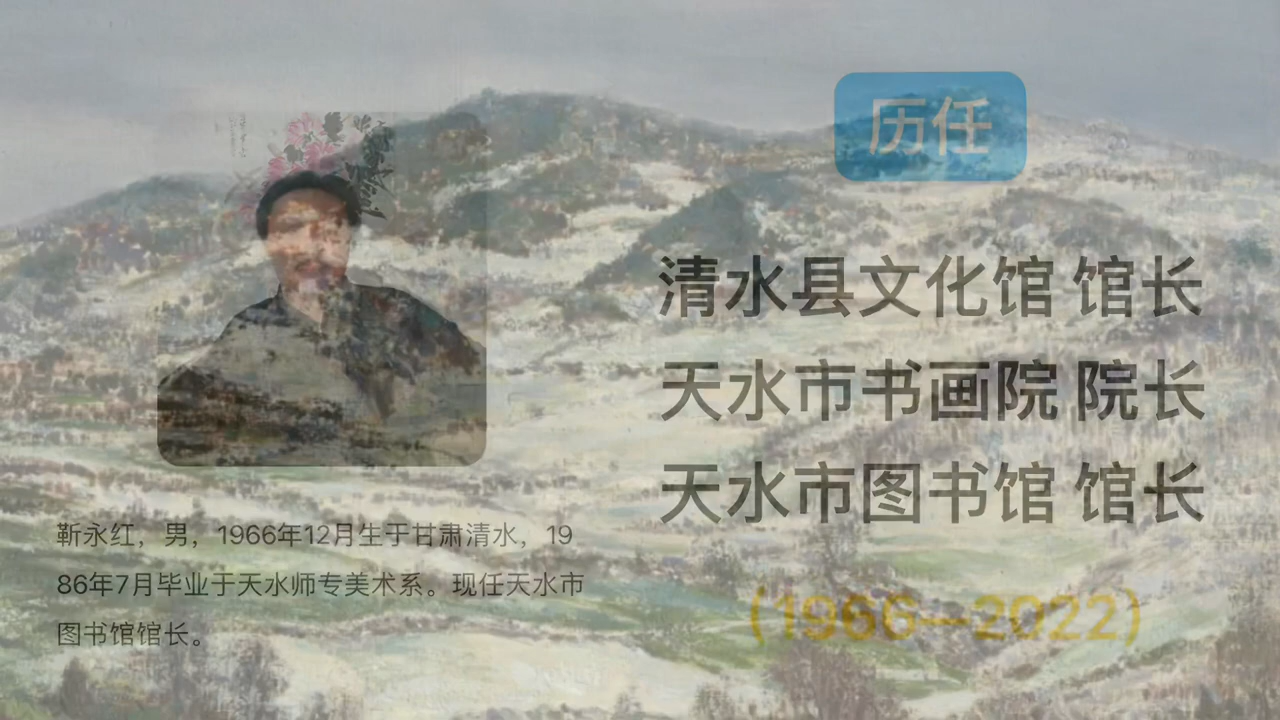 历任
清水县文化馆 馆长
天水市书画院 院长
天水市图书馆 馆长
(1966—2022)
靳永红，男，1966年12月生于甘肃清水，19
86年7月毕业于天水师专美术系。现任天水市
图书馆馆长。